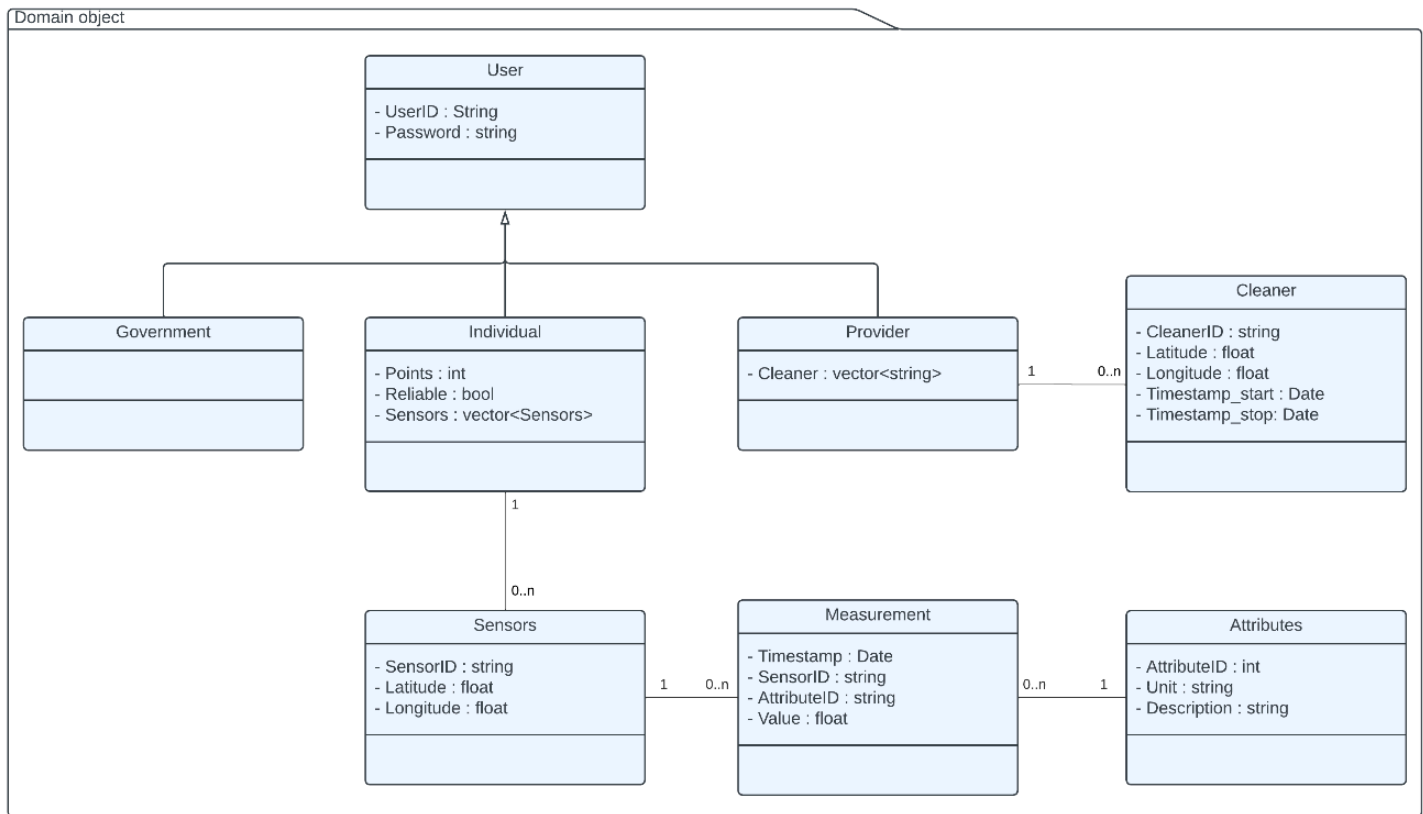 Domain object
User
- UserID : String
- Password : string
Government
Individual
- Points : int
- Reliable : bool
- Sensors : vector<Sensors>
Provider
- Cleaner : vector<string>
1
0..n
Cleaner
- CleanerID : string
- Latitude : float
- Longitude : float
- Timestamp_start : Date
- Timestamp_stop: Date
1
0..n
Sensors
- SensorID : string
- Latitude : float
- Longitude : float
1
0..n
Measurement
- Timestamp : Date
- SensorID : string
- AttributeID : string
- Value : float
0..n
1
Attributes
- AttributeID : int
- Unit : string
- Description : string